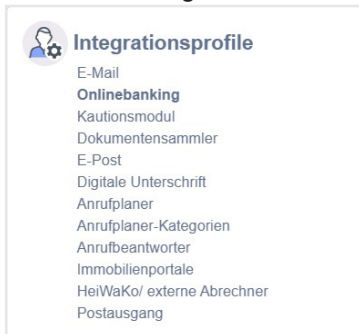 Integrationsprofile
E-Mail
Onlinebanking
Kautionsmodul
Dokumentensammler
E-Post
Digitale Unterschrift
Anrufplaner
Anrufplaner-Kategorien
Anrufbeantworter
Immobilienportale
HeiWaKo/ externe Abrechner
Postausgang